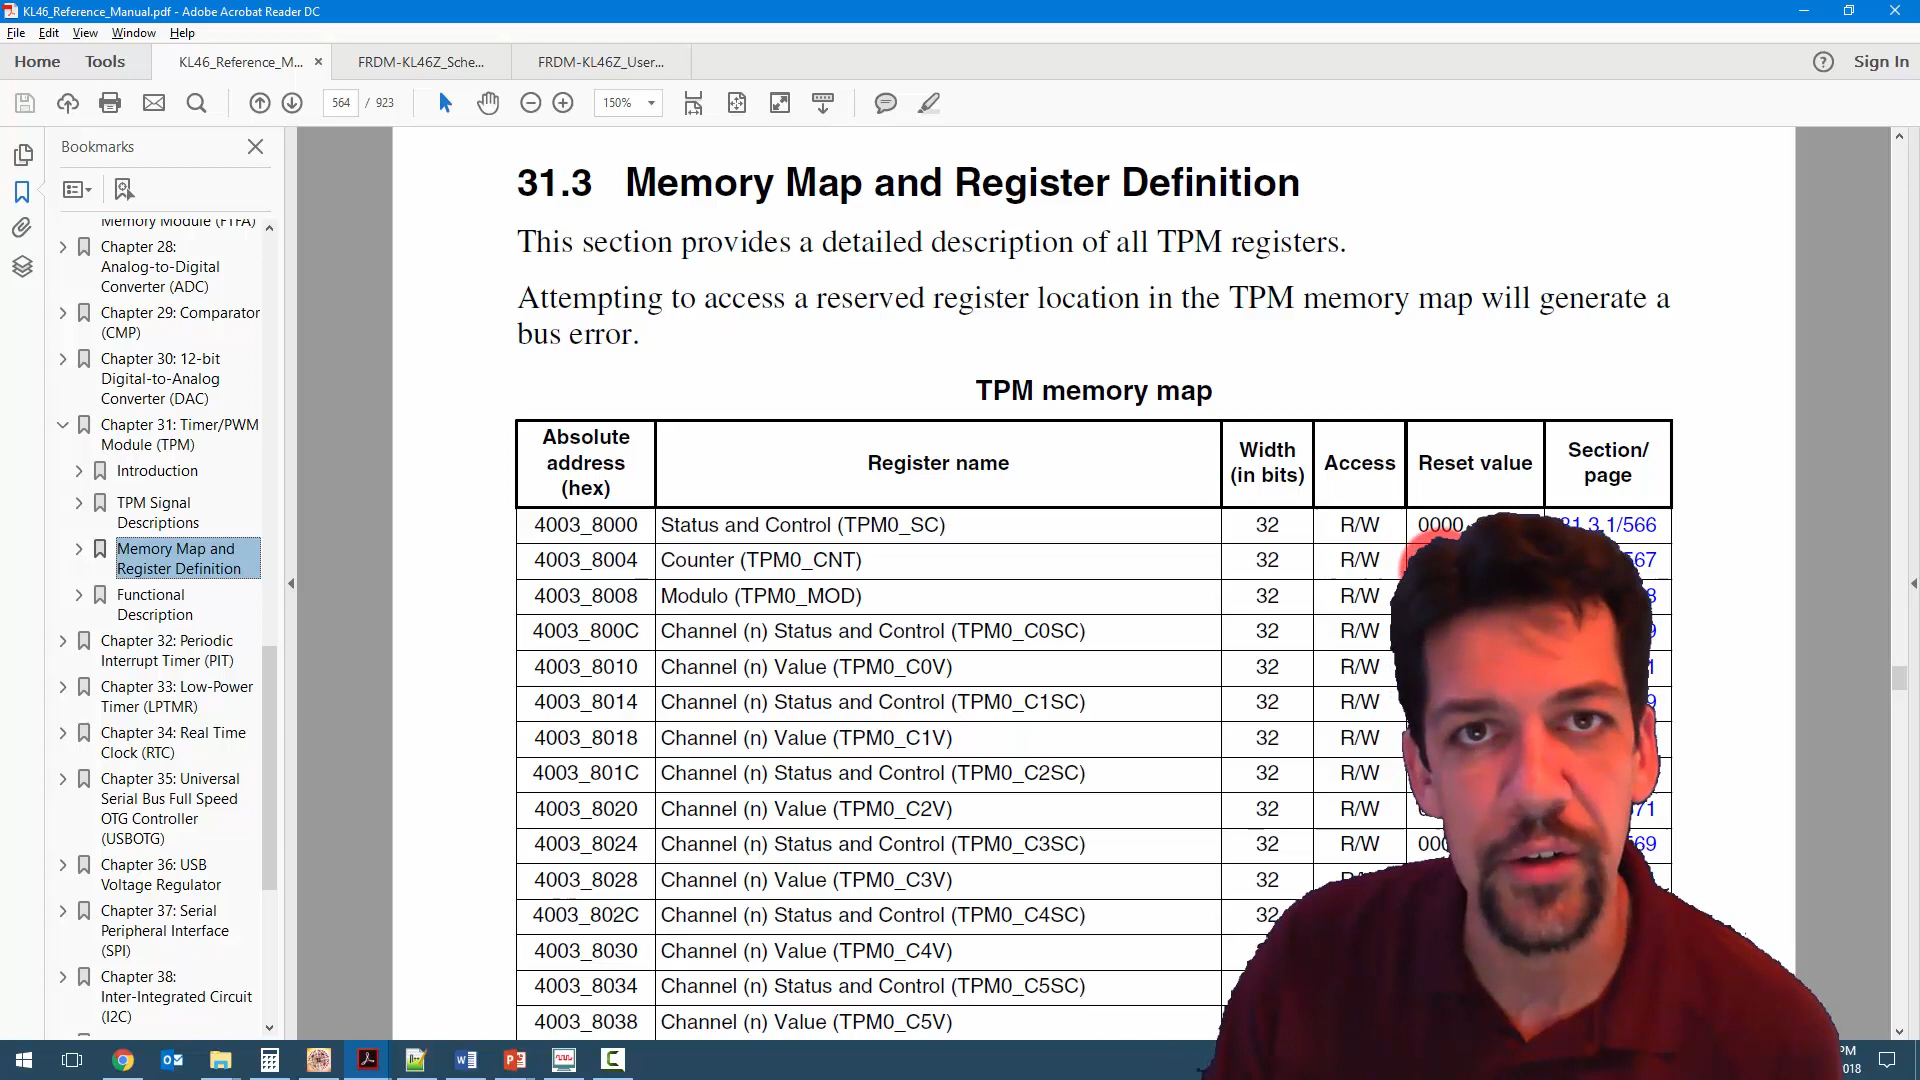 KL46_Reference_Manual.pdf - Adobe Acrobat Reader DC
File Edit View Window Help
Home Tools KL46_Reference_M... × FRDM-KL46Z_Sche... FRDM-KL46Z_User... Sign In
564 / 923 150%
Bookmarks
Memory Module (FTFA)
Chapter 28:
Analog-to-Digital
Converter (ADC)
Chapter 29: Comparator
(CMP)
Chapter 30: 12-bit
Digital-to-Analog
Converter (DAC)
Chapter 31: Timer/PWM
Module (TPM)
Introduction
TPM Signal
Descriptions
Memory Map and
Register Definition
Functional
Description
Chapter 32: Periodic
Interrupt Timer (PIT)
Chapter 33: Low-Power
Timer (LPTMR)
Chapter 34: Real Time
Clock (RTC)
Chapter 35: Universal
Serial Bus Full Speed
OTG Controller
(USBOTG)
Chapter 36: USB
Voltage Regulator
Chapter 37: Serial
Peripheral Interface
(SPI)
Chapter 38:
Inter-Integrated Circuit
(I2C)
31.3 Memory Map and Register Definition
This section provides a detailed description of all TPM registers.
Attempting to access a reserved register location in the TPM memory map will generate a
bus error.
TPM memory map
Absolute
address
(hex)
Register name
Width
(in bits)
Access
Reset value
Section/
page
4003_8000 Status and Control (TPM0_SC) 32 R/W 0000 31.3.1/566
4003_8004 Counter (TPM0_CNT) 32 R/W 567
4003_8008 Modulo (TPM0_MOD) 32 R/W
4003_800C Channel (n) Status and Control (TPM0_C0SC) 32 R/W
4003_8010 Channel (n) Value (TPM0_C0V) 32 R/W
4003_8014 Channel (n) Status and Control (TPM0_C1SC) 32 R/W
4003_8018 Channel (n) Value (TPM0_C1V) 32 R/W
4003_801C Channel (n) Status and Control (TPM0_C2SC) 32 R/W
4003_8020 Channel (n) Value (TPM0_C2V) 32 R/W
4003_8024 Channel (n) Status and Control (TPM0_C3SC) 32 R/W
4003_8028 Channel (n) Value (TPM0_C3V) 32 R/W
4003_802C Channel (n) Status and Control (TPM0_C4SC) 32
4003_8030 Channel (n) Value (TPM0_C4V)
4003_8034 Channel (n) Status and Control (TPM0_C5SC)
4003_8038 Channel (n) Value (TPM0_C5V)
PM
018